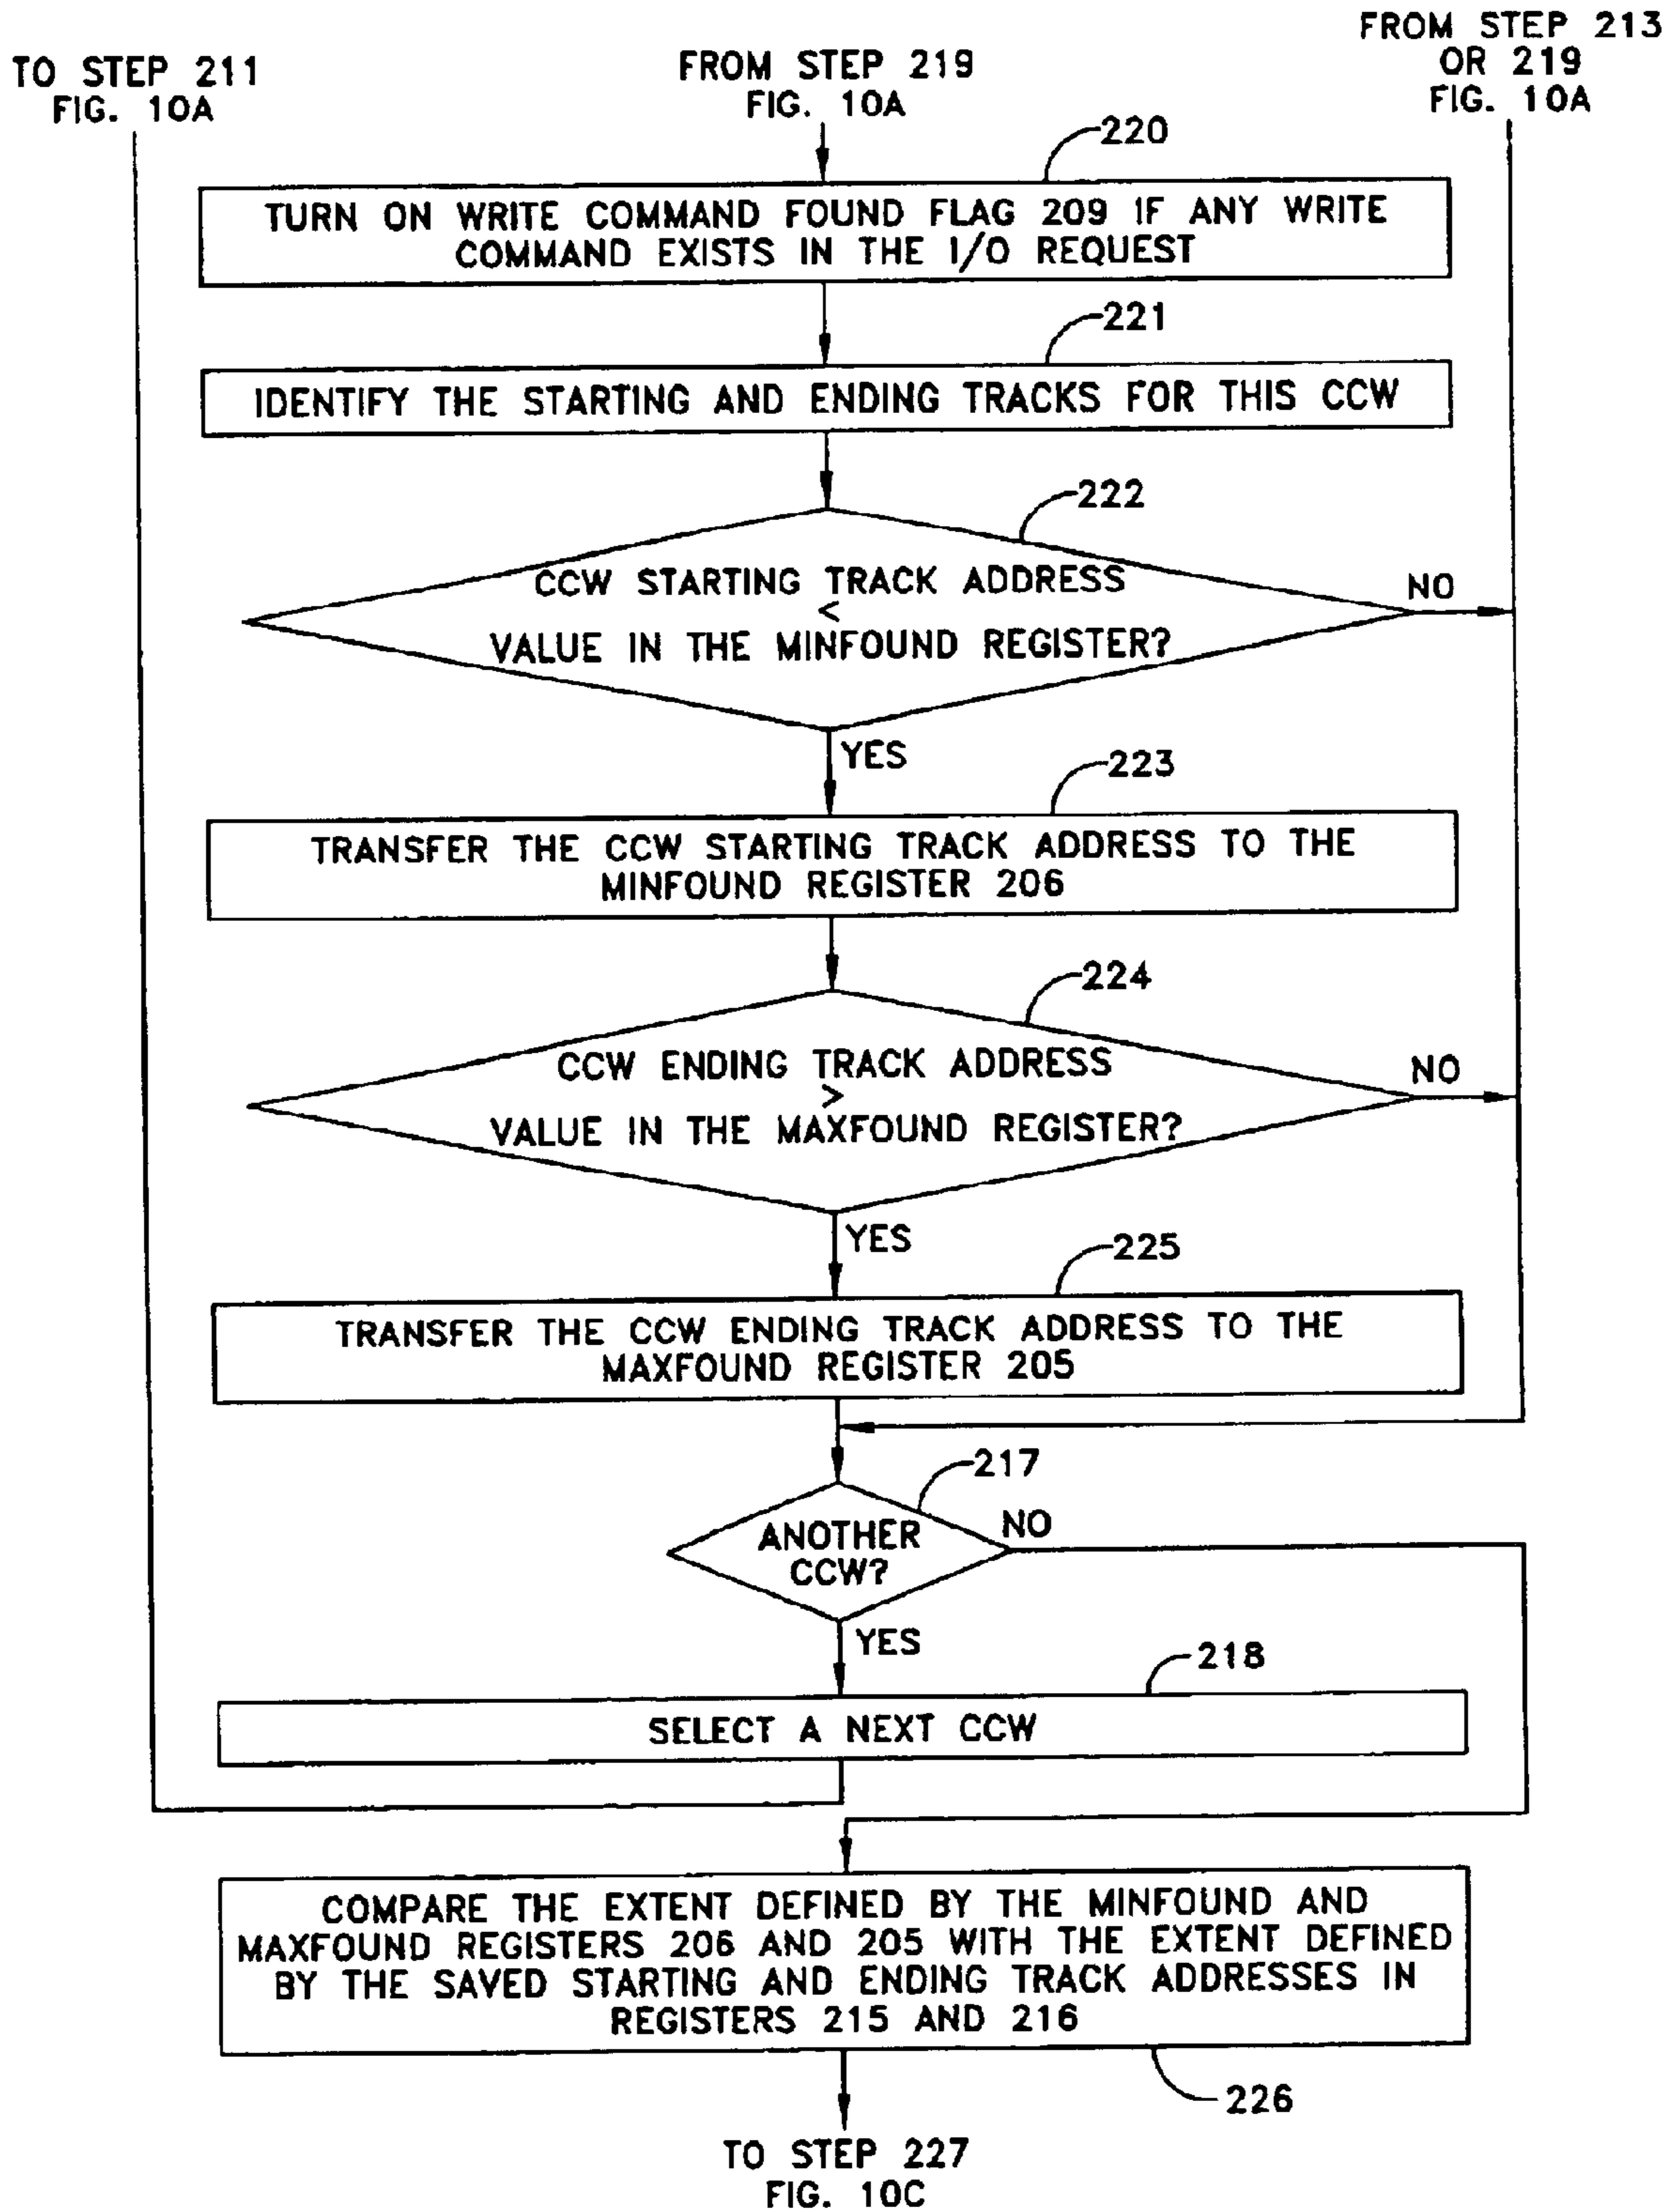 TO STEP 211
FIG. 10A
FROM STEP 219
FIG. 10A
FROM STEP 213
OR 219
FIG. 10A
220
TURN ON WRITE COMMAND FOUND FLAG 209 IF ANY WRITE
COMMAND EXISTS IN THE I/O REQUEST
221
IDENTIFY THE STARTING AND ENDING TRACKS FOR THIS CCW
222
CCW STARTING TRACK ADDRESS
<
VALUE IN THE MINFOUND REGISTER?
NO
YES
223
TRANSFER THE CCW STARTING TRACK ADDRESS TO THE
MINFOUND REGISTER 206
224
CCW ENDING TRACK ADDRESS
>
VALUE IN THE MAXFOUND REGISTER?
NO
YES
225
TRANSFER THE CCW ENDING TRACK ADDRESS TO THE
MAXFOUND REGISTER 205
217
ANOTHER
CCW?
NO
YES
218
SELECT A NEXT CCW
COMPARE THE EXTENT DEFINED BY THE MINFOUND AND
MAXFOUND REGISTERS 206 AND 205 WITH THE EXTENT DEFINED
BY THE SAVED STARTING AND ENDING TRACK ADDRESSES IN
REGISTERS 215 AND 216
226
TO STEP 227
FIG. 10C